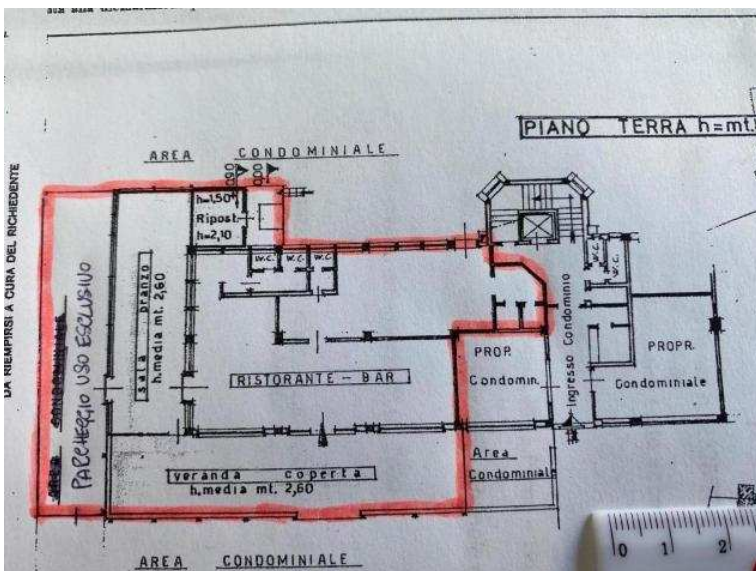 PIANO TERRA h=mt.
AREA CONDOMINIALE
DA RIEMPIRSI A CURA DEL RICHIEDENTE
h=1,50
Ripost.
h=2,10
W.C.
W.C.
W.C.
W.C.
W.C.
PARCHEGGIO USO ESCLUSIVO
sala pranzo
h.media mt. 2,60
RISTORANTE - BAR
PROP.
Condomin.
Ingresso Condominio
PROPR.
Condominiale
Area
Condominiale
veranda coperta
h.media mt. 2,60
AREA CONDOMINIALE
0 1 2